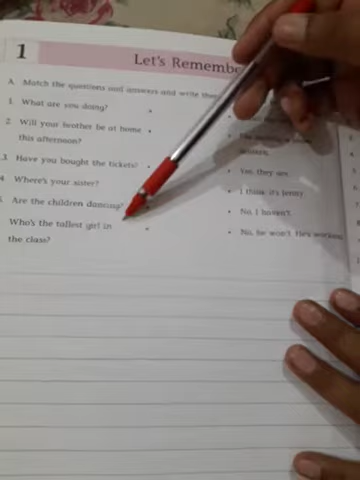 1
Let's Remember
A. Match the questions and answers and write them
1. What are you doing?
2. Will your brother be at home
this afternoon?
3. Have you bought the tickets?
Yes, they are.
4. Where's your sister?
I think it's Jenny.
Are the children dancing?
No, I haven't.
Who's the tallest girl in
the class?
No, he won't. He's working